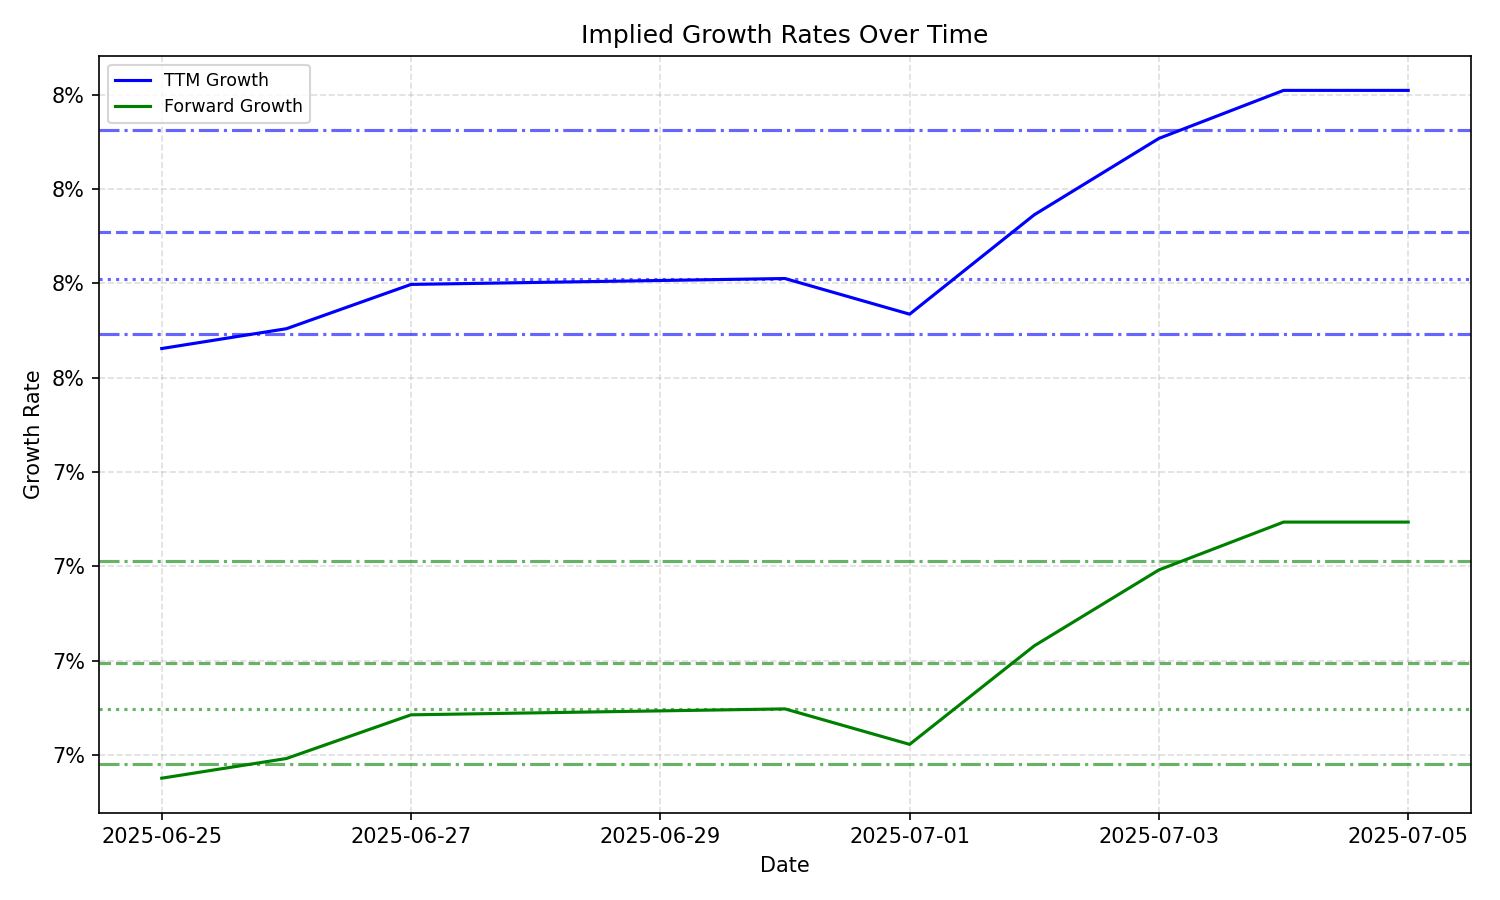 Implied Growth Rates Over Time
TTM Growth
Forward Growth
8%
8%
8%
8%
7%
7%
7%
7%
Growth Rate
2025-06-25
2025-06-27
2025-06-29
2025-07-01
2025-07-03
2025-07-05
Date